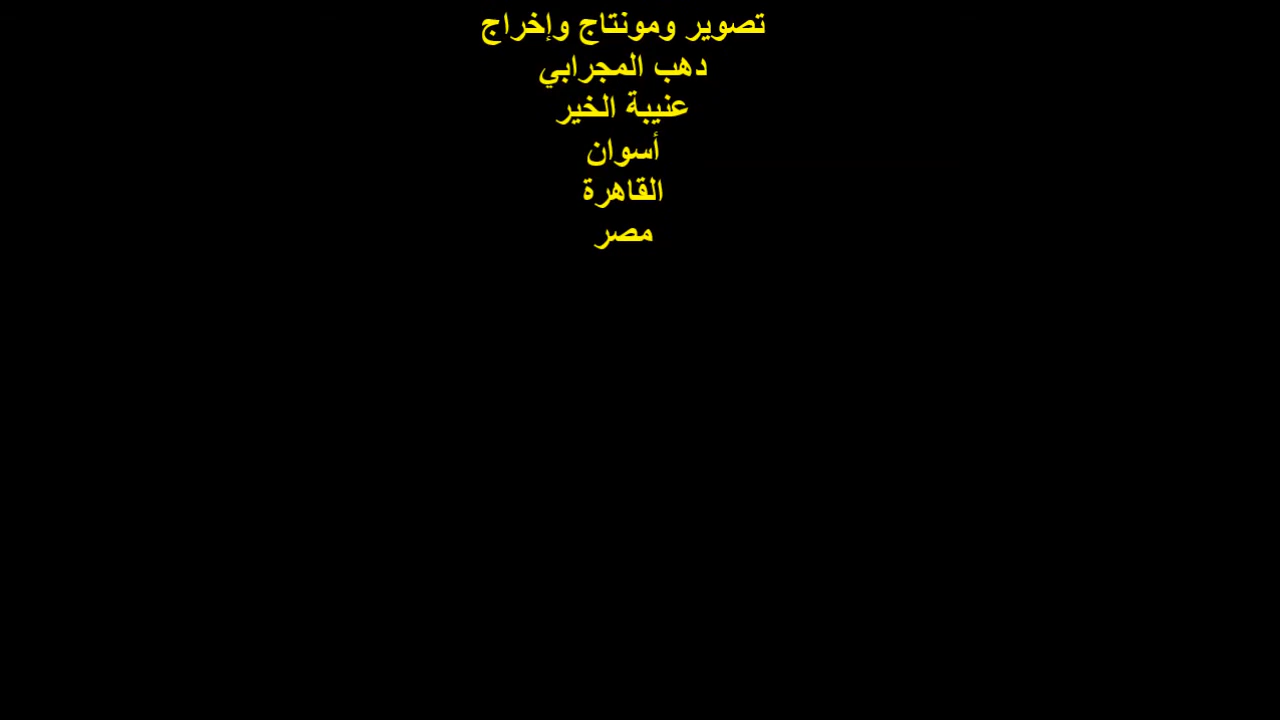 تصوير ومونتاج وإخراج
دهب المجرابي
عنيبة الخير
أسوان
القاهرة
مصر